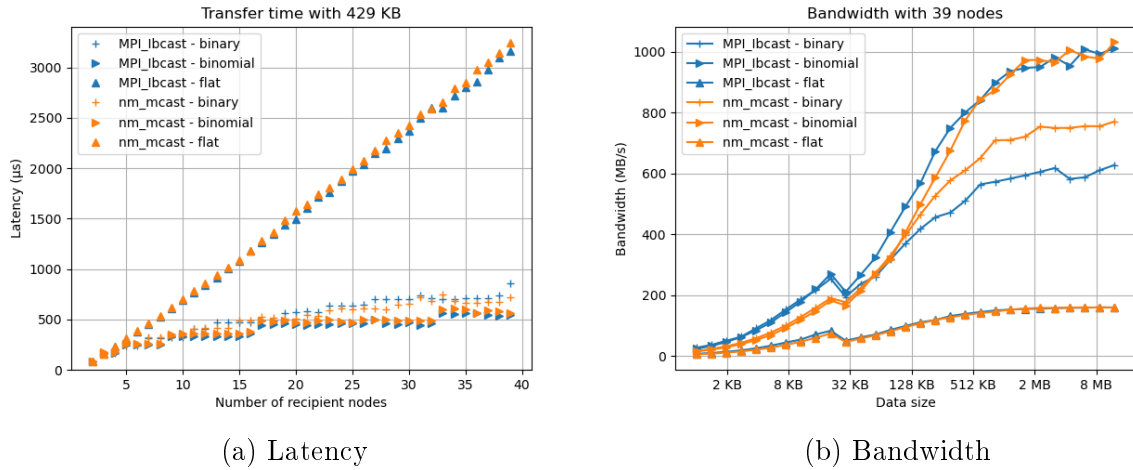 Transfer time with 429 KB
MPI_Ibcast - binary
MPI_Ibcast - binomial
MPI_Ibcast - flat
nm_mcast - binary
nm_mcast - binomial
nm_mcast - flat
Latency (µs)
3000
2500
2000
1500
1000
500
0
5 10 15 20 25 30 35 40
Number of recipient nodes
(a) Latency
Bandwidth with 39 nodes
MPI_Ibcast - binary
MPI_Ibcast - binomial
MPI_Ibcast - flat
nm_mcast - binary
nm_mcast - binomial
nm_mcast - flat
Bandwidth (MB/s)
1000
800
600
400
200
0
2 KB 8 KB 32 KB 128 KB 512 KB 2 MB 8 MB
Data size
(b) Bandwidth